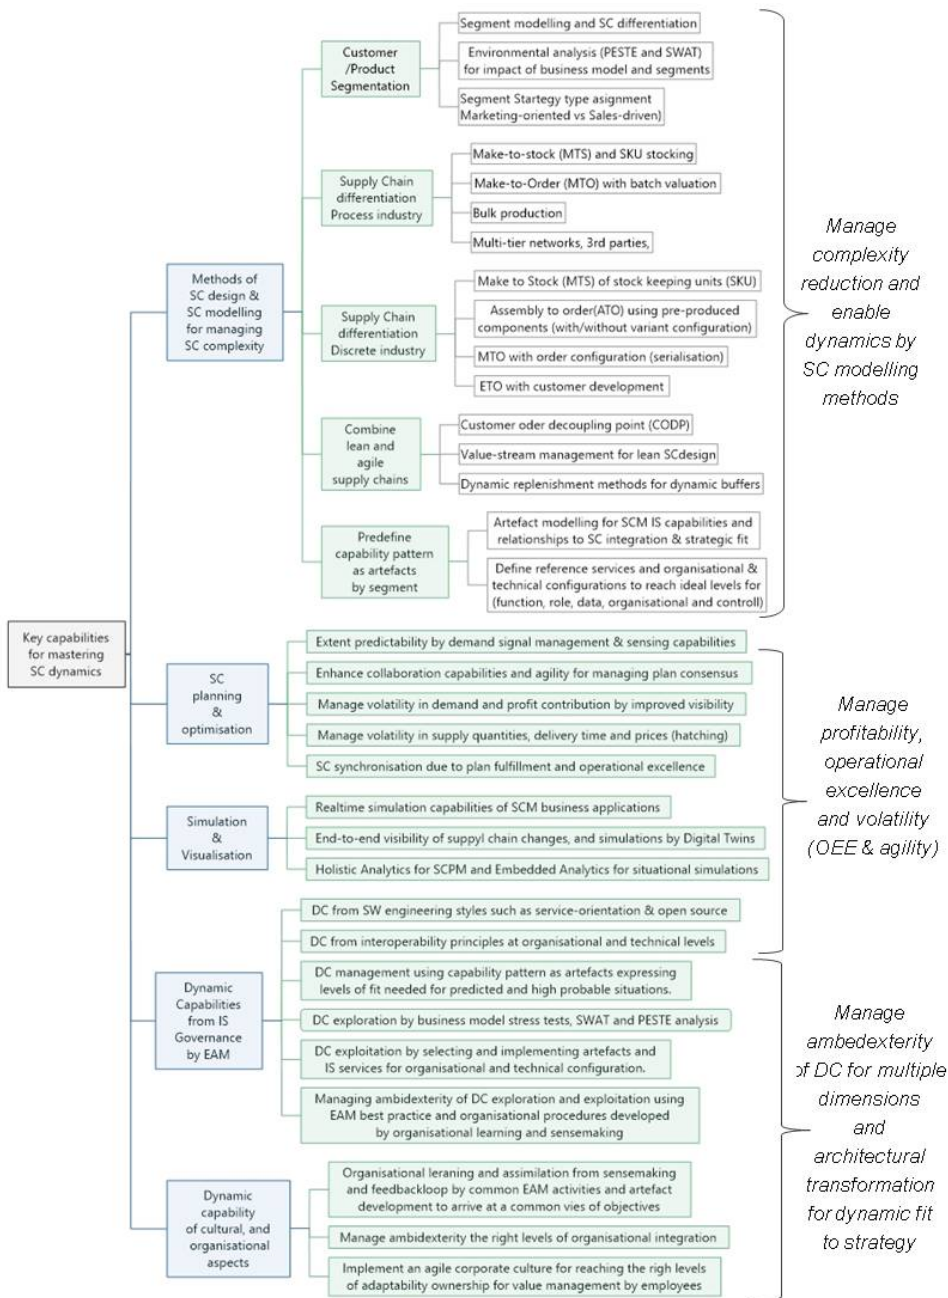 Key capabilities
for mastering
SC dynamics
Methods of
SC design &
SC modelling
for managing
SC complexity
Customer
/Product
Segmentation
Segment modelling and SC differentiation
Environmental analysis (PESTE and SWAT)
for impact of business model and segments
Segment Startegy type asignment
Marketing-oriented vs Sales-driven)
Supply Chain
differentiation
Process industry
Make-to-stock (MTS) and SKU stocking
Make-to-Order (MTO) with batch valuation
Bulk production
Multi-tier networks, 3rd parties,
Supply Chain
differentiation
Discrete industry
Make to Stock (MTS) of stock keeping units (SKU)
Assembly to order(ATO) using pre-produced
components (with/without variant configuration)
MTO with order configuration (serialisation)
ETO with customer development
Combine
lean and
agile
supply chains
Customer oder decoupling point (CODP)
Value-stream management for lean SCdesign
Dynamic replenishment methods for dynamic buffers
Predefine
capability pattern
as artefacts
by segment
Artefact modelling for SCM IS capabilities and
relationships to SC integration & strategic fit
Define reference services and organisational &
technical configurations to reach ideal levels for
(function, role, data, organisational and controll)
Manage
complexity
reduction and
enable
dynamics by
SC modelling
methods
SC
planning
&
optimisation
Extent predictability by demand signal management & sensing capabilities
Enhance collaboration capabilities and agility for managing plan consensus
Manage volatility in demand and profit contribution by improved visibility
Manage volatility in supply quantities, delivery time and prices (hatching)
SC synchronisation due to plan fulfillment and operational excellence
Simulation
&
Visualisation
Realtime simulation capabilities of SCM business applications
End-to-end visibility of suppyl chain changes, and simulations by Digital Twins
Holistic Analytics for SCPM and Embedded Analytics for situational simulations
Manage
profitability,
operational
excellence
and volatility
(OEE & agility)
Dynamic
Capabilities
from IS
Governance
by EAM
DC from SW engineering styles such as service-orientation & open source
DC from interoperability principles at organisational and technical levels
DC management using capability pattern as artefacts expressing
levels of fit needed for predicted and high probable situations.
DC exploration by business model stress tests, SWAT and PESTE analysis
DC exploitation by selecting and implementing artefacts and
IS services for organisational and technical configuration.
Managing ambidexterity of DC exploration and exploitation using
EAM best practice and organisational procedures developed
by organisational learning and sensemaking
Dynamic
capability
of cultural, and
organisational
aspects
Organisational leraning and assimilation from sensemaking
and feedbackloop by common EAM activities and artefact
development to arrive at a common vies of objectives
Manage ambidexterity the right levels of organisational integration
Implement an agile corporate culture for reaching the righ levels
of adaptability ownership for value management by employees
Manage
ambedexterity
of DC for multiple
dimensions
and
architectural
transformation
for dynamic fit
to strategy